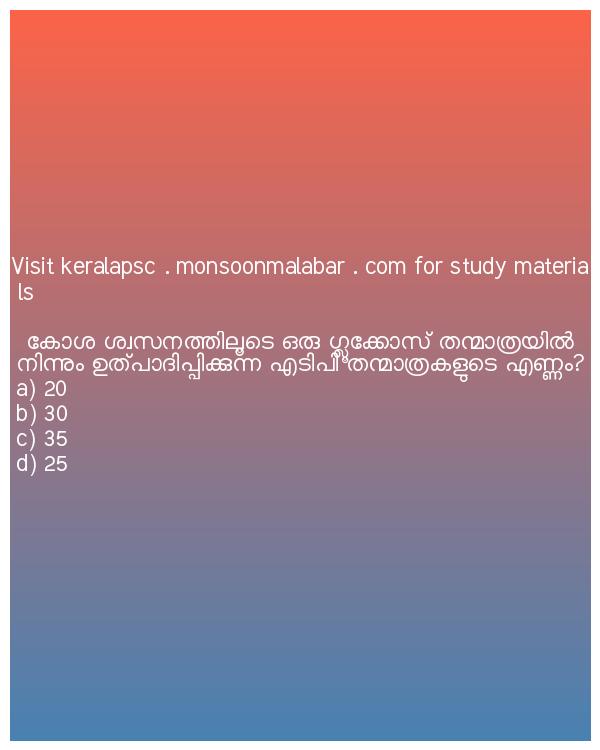 Visit keralapsc . monsoonmalabar . com for study materia
ls
കോശ ശ്വസനത്തിലൂടെ ഒരു ഗ്ലൂക്കോസ് തന്മാത്രയിൽ
നിന്നും ഉത്പാദിപ്പിക്കുന്ന എടിപി തന്മാത്രകളുടെ എണ്ണം?
a) 20
b) 30
c) 35
d) 25